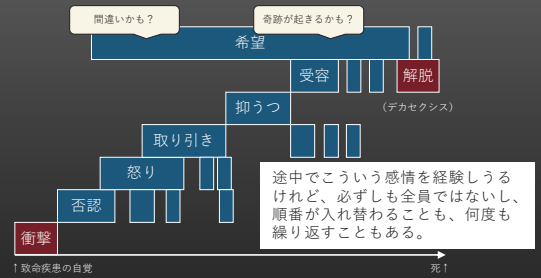 間違いかも？
奇跡が起きるかも？
希望
受容
解脱
（デカセクシス）
抑うつ
取り引き
怒り
否認
衝撃
途中でこういう感情を経験しうる
けれど、必ずしも全員ではないし、
順番が入れ替わることも、何度も
繰り返すこともある。
↑致命疾患の自覚
死↑